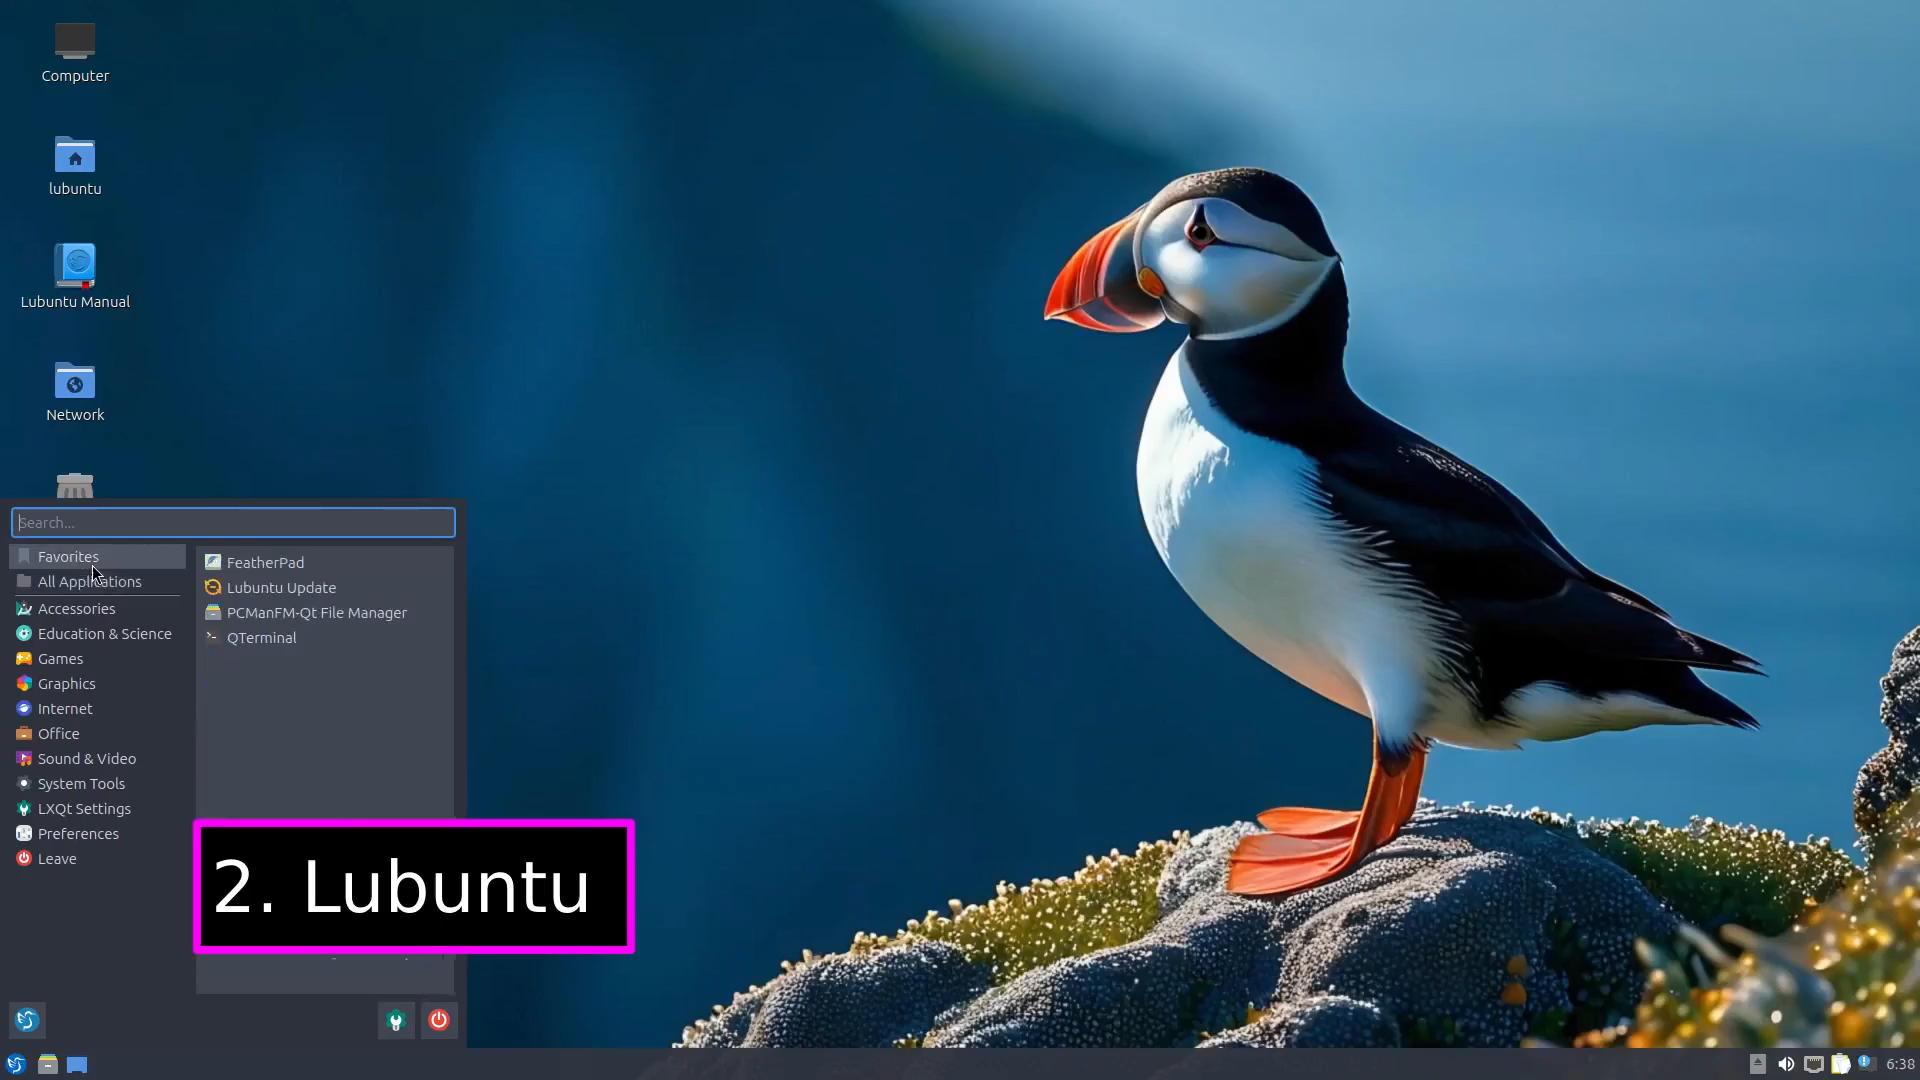 Computer
lubuntu
Lubuntu Manual
Network
Search...
Favorites
All Applications
Accessories
Education & Science
Games
Graphics
Internet
Office
Sound & Video
System Tools
LXQt Settings
Preferences
Leave
FeatherPad
Lubuntu Update
PCManFM-Qt File Manager
QTerminal
2. Lubuntu
6:38